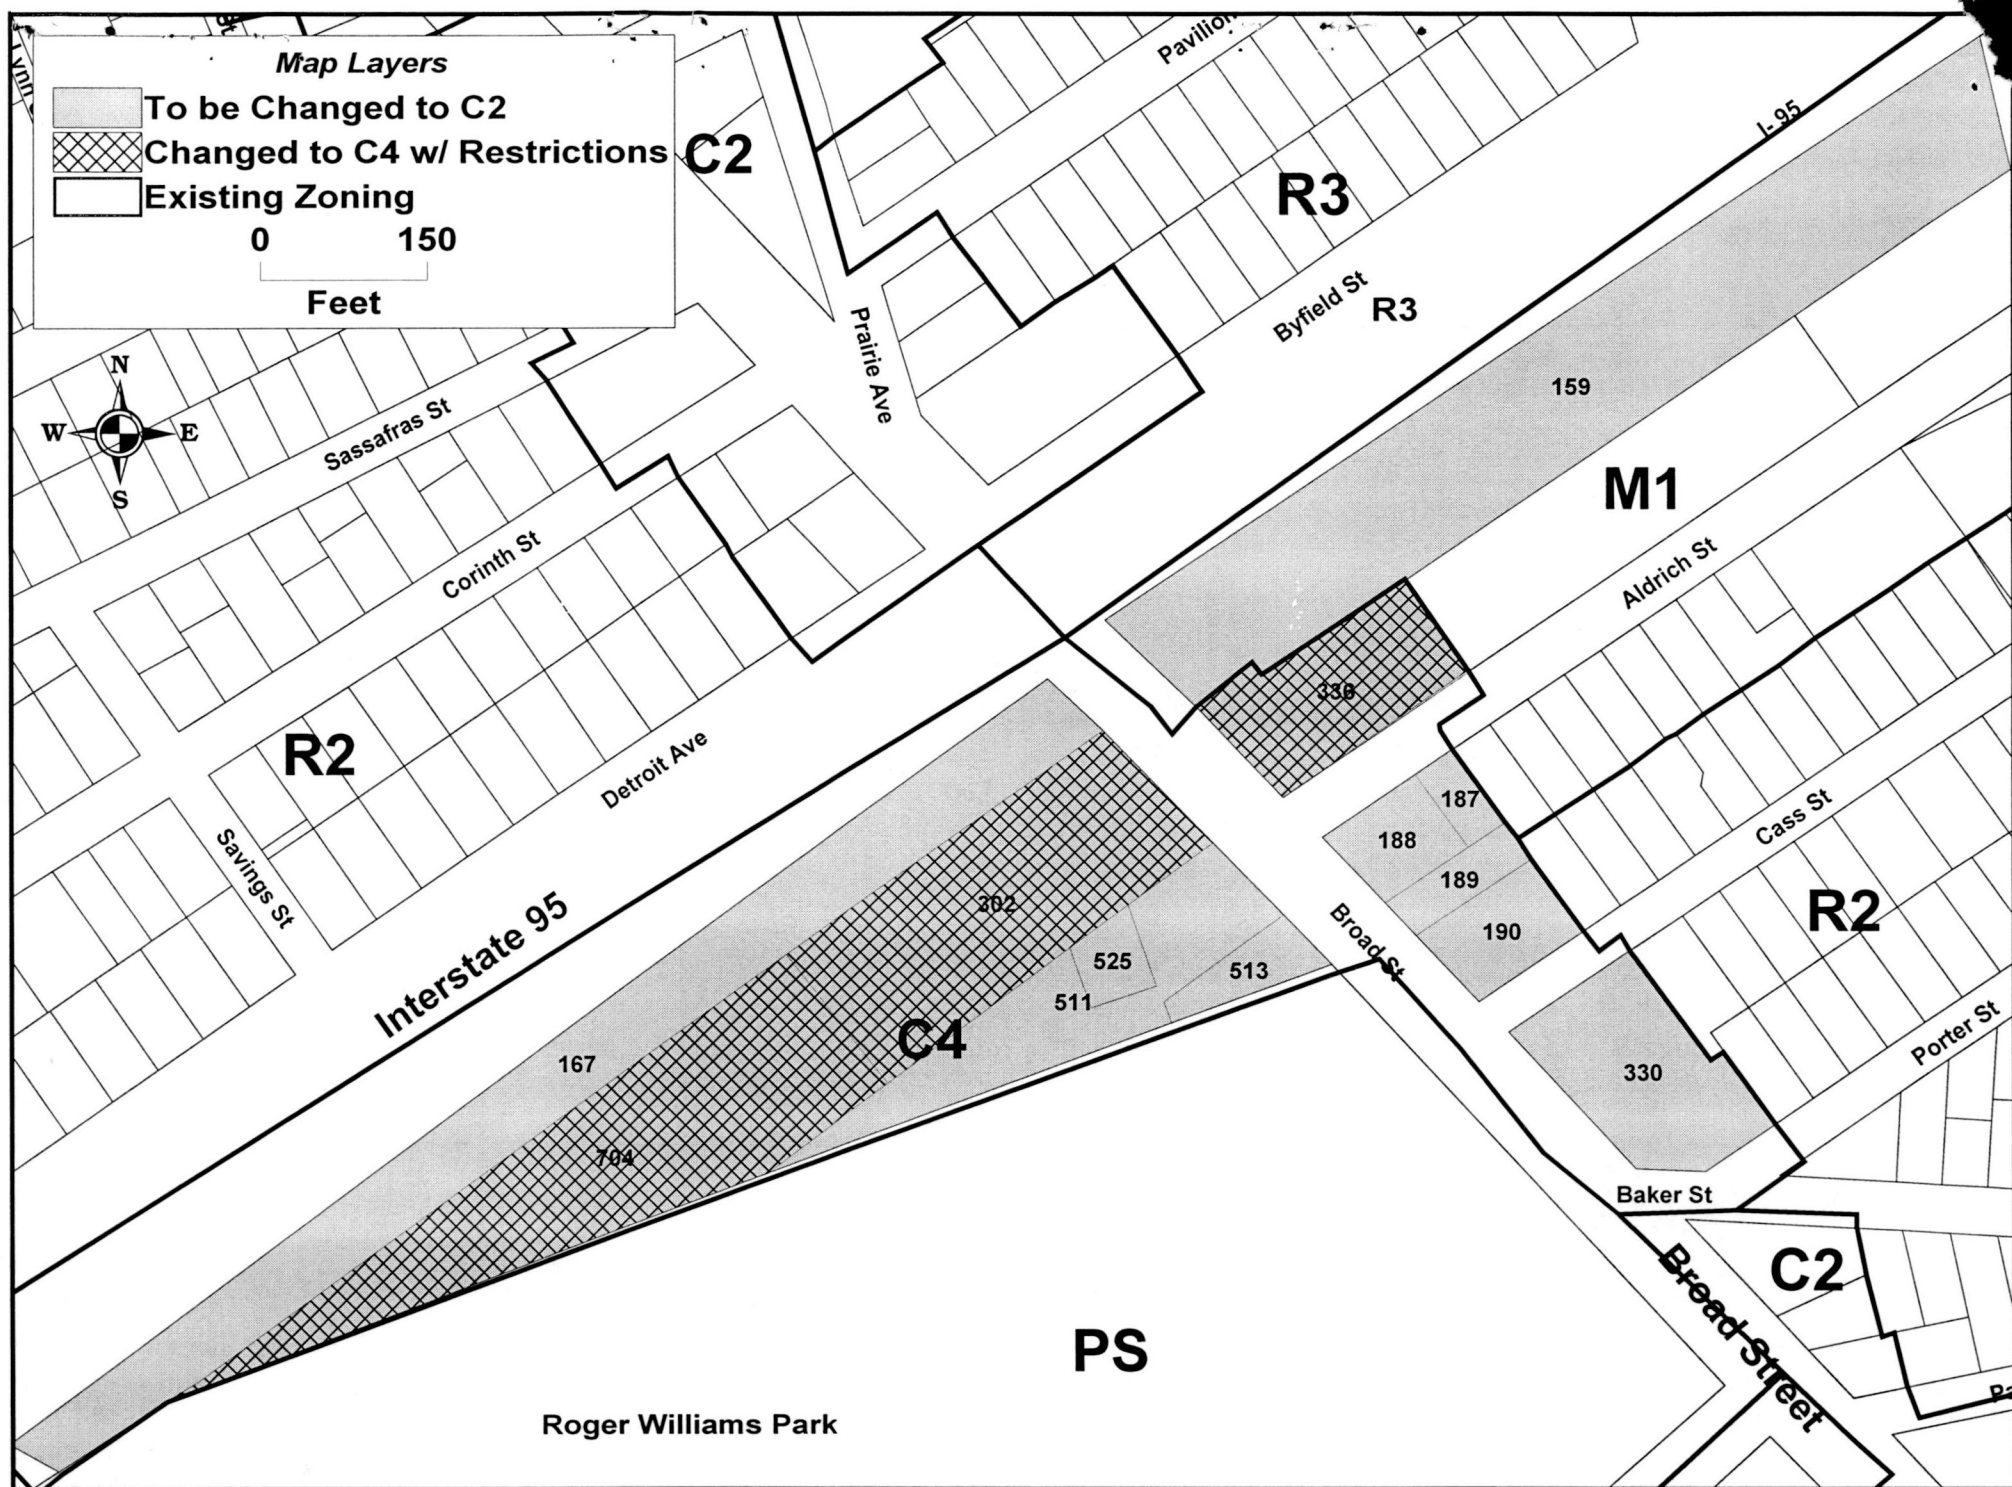 Map Layers
To be Changed to C2
Changed to C4 w/ Restrictions
Existing Zoning
0 150
Feet
Pavilion
I-95
C2
R3
Byfield St
R3
Prairie Ave
159
N
W E
S
Sassafras St
Corinth St
M1
Aldrich St
336
R2
Detroit Ave
Savings St
187
188
189
190
Cass St
R2
Interstate 95
302
525
513
511
C4
Broad St
167
704
330
Porter St
Baker St
C2
Broad Street
PS
Roger Williams Park